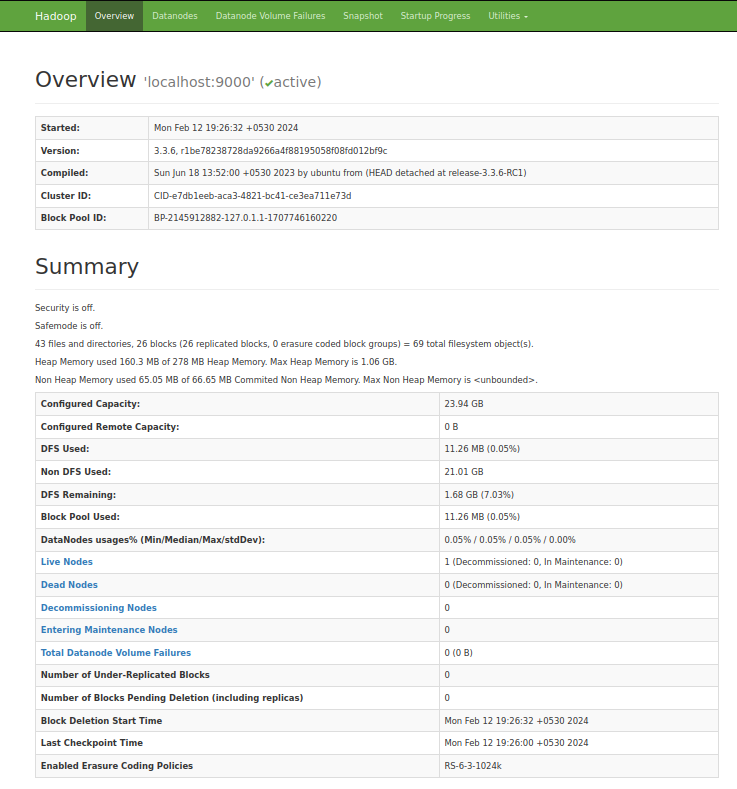 Hadoop Overview Datanodes Datanode Volume Failures Snapshot Startup Progress Utilities
Overview 'localhost:9000' (✔active)
Started: Mon Feb 12 19:26:32 +0530 2024
Version: 3.3.6, r1be78238728da9266a4f88195058f08fd012bf9c
Compiled: Sun Jun 18 13:52:00 +0530 2023 by ubuntu from (HEAD detached at release-3.3.6-RC1)
Cluster ID: CID-e7db1eeb-aca3-4821-bc41-ce3ea711e73d
Block Pool ID: BP-2145912882-127.0.1.1-1707746160220
Summary
Security is off.
Safemode is off.
43 files and directories, 26 blocks (26 replicated blocks, 0 erasure coded block groups) = 69 total filesystem object(s).
Heap Memory used 160.3 MB of 278 MB Heap Memory. Max Heap Memory is 1.06 GB.
Non Heap Memory used 65.05 MB of 66.65 MB Commited Non Heap Memory. Max Non Heap Memory is <unbounded>.
Configured Capacity: 23.94 GB
Configured Remote Capacity: 0 B
DFS Used: 11.26 MB (0.05%)
Non DFS Used: 21.01 GB
DFS Remaining: 1.68 GB (7.03%)
Block Pool Used: 11.26 MB (0.05%)
DataNodes usages% (Min/Median/Max/stdDev): 0.05% / 0.05% / 0.05% / 0.00%
Live Nodes 1 (Decommissioned: 0, In Maintenance: 0)
Dead Nodes 0 (Decommissioned: 0, In Maintenance: 0)
Decommissioning Nodes 0
Entering Maintenance Nodes 0
Total Datanode Volume Failures 0 (0 B)
Number of Under-Replicated Blocks 0
Number of Blocks Pending Deletion (including replicas) 0
Block Deletion Start Time Mon Feb 12 19:26:32 +0530 2024
Last Checkpoint Time Mon Feb 12 19:26:00 +0530 2024
Enabled Erasure Coding Policies RS-6-3-1024k